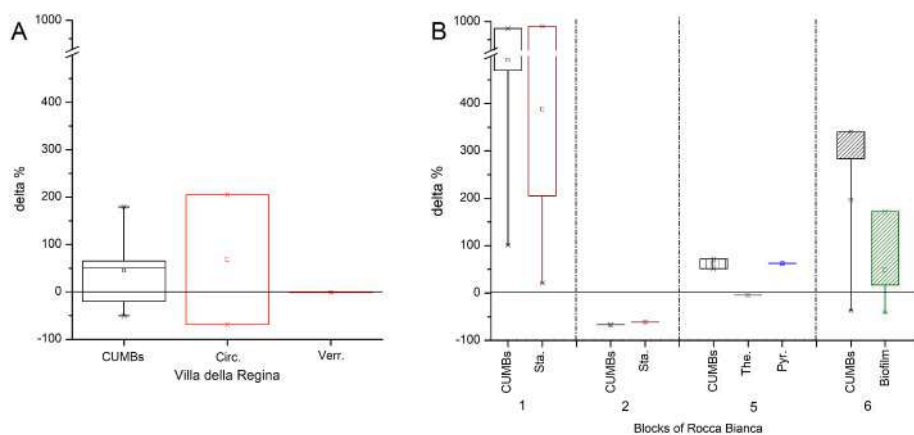 A
1000
400
300
200
100
0
-100
delta %
CUMBs Circ. Verr.
Villa della Regina
B
1000
400
300
200
100
0
-100
delta %
CUMBs Sta. CUMBs Sta. CUMBs The. Pyr. CUMBs Biofilm
1 2 5 6
Blocks of Rocca Bianca